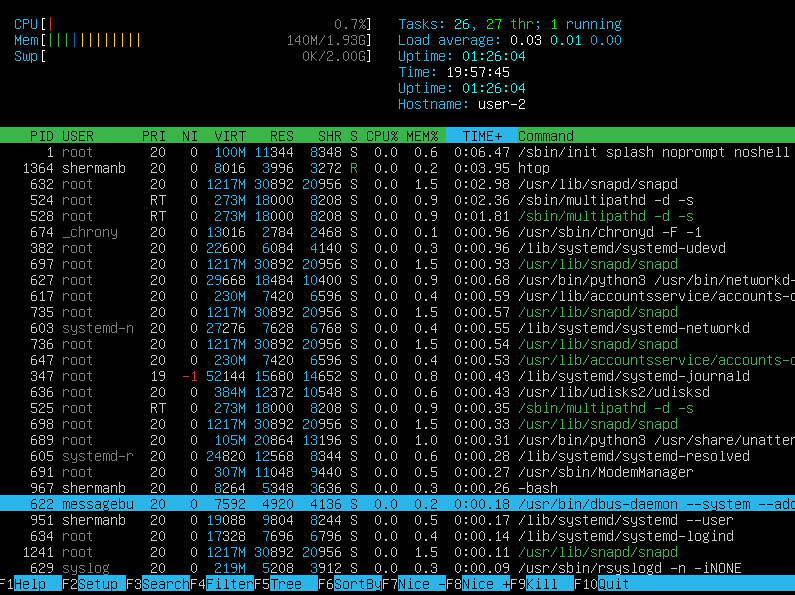 CPU[| 0.7%] Tasks: 26, 27 thr; 1 running
Mem[||||||||||||| 140M/1.93G] Load average: 0.03 0.01 0.00
Swp[ 0K/2.00G] Uptime: 01:26:04
Time: 19:57:45
Uptime: 01:26:04
Hostname: user-2
PID USER PRI NI VIRT RES SHR S CPU% MEM% TIME+ Command
1 root 20 0 100M 11344 8348 S 0.0 0.6 0:06.47 /sbin/init splash noprompt noshell
1364 shermanb 20 0 8016 3996 3272 R 0.0 0.2 0:03.95 htop
632 root 20 0 1217M 30892 20956 S 0.0 1.5 0:02.98 /usr/lib/snapd/snapd
524 root RT 0 273M 18000 8208 S 0.0 0.9 0:02.36 /sbin/multipathd -d -s
528 root RT 0 273M 18000 8208 S 0.0 0.9 0:01.81 /sbin/multipathd -d -s
674 _chrony 20 0 13016 2784 2468 S 0.0 0.1 0:00.96 /usr/sbin/chronyd -F -1
382 root 20 0 22600 6084 4140 S 0.0 0.3 0:00.96 /lib/systemd/systemd-udevd
697 root 20 0 1217M 30892 20956 S 0.0 1.5 0:00.93 /usr/lib/snapd/snapd
627 root 20 0 29668 18484 10400 S 0.0 0.9 0:00.68 /usr/bin/python3 /usr/bin/networkd-
617 root 20 0 230M 7420 6596 S 0.0 0.4 0:00.59 /usr/lib/accountsservice/accounts-d
735 root 20 0 1217M 30892 20956 S 0.0 1.5 0:00.57 /usr/lib/snapd/snapd
603 systemd-n 20 0 27276 7628 6768 S 0.0 0.4 0:00.55 /lib/systemd/systemd-networkd
736 root 20 0 1217M 30892 20956 S 0.0 1.5 0:00.54 /usr/lib/snapd/snapd
647 root 20 0 230M 7420 6596 S 0.0 0.4 0:00.53 /usr/lib/accountsservice/accounts-d
347 root 19 -1 52144 15680 14652 S 0.0 0.8 0:00.43 /lib/systemd/systemd-journald
636 root 20 0 384M 12372 10548 S 0.0 0.6 0:00.43 /usr/lib/udisks2/udisksd
525 root RT 0 273M 18000 8208 S 0.0 0.9 0:00.35 /sbin/multipathd -d -s
698 root 20 0 1217M 30892 20956 S 0.0 1.5 0:00.33 /usr/lib/snapd/snapd
689 root 20 0 105M 20864 13196 S 0.0 1.0 0:00.31 /usr/bin/python3 /usr/share/unatten
605 systemd-r 20 0 24820 12568 8344 S 0.0 0.6 0:00.29 /lib/systemd/systemd-resolved
691 root 20 0 307M 11048 9440 S 0.0 0.5 0:00.27 /usr/sbin/ModemManager
967 shermanb 20 0 8264 5348 3636 S 0.0 0.3 0:00.26 -bash
622 messagebu 20 0 7592 4920 4136 S 0.0 0.2 0:00.18 /usr/bin/dbus-daemon --system --add
951 shermanb 20 0 19088 9804 8244 S 0.0 0.5 0:00.17 /lib/systemd/systemd --user
634 root 20 0 17328 7696 6796 S 0.0 0.4 0:00.14 /lib/systemd/systemd-logind
1241 root 20 0 1217M 30892 20956 S 0.0 1.5 0:00.11 /usr/lib/snapd/snapd
629 syslog 20 0 219M 5208 3912 S 0.0 0.3 0:00.09 /usr/sbin/rsyslogd -n -iNONE
F1Help F2Setup F3SearchF4FilterF5Tree F6SortByF7Nice -F8Nice +F9Kill F10Quit